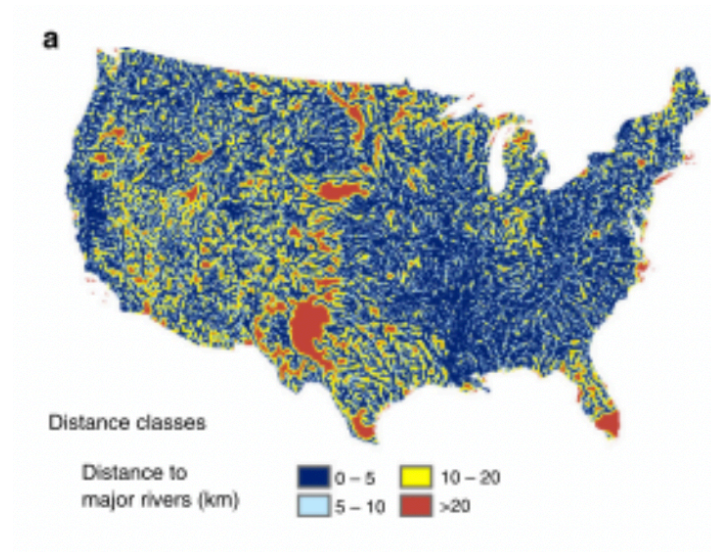 a
Distance classes
Distance to
major rivers (km)
0 – 5
10 – 20
5 – 10
>20